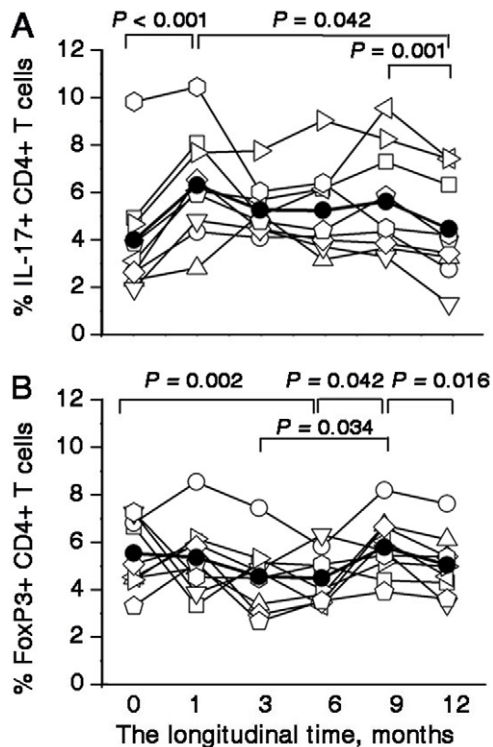 A
P < 0.001
P = 0.042
P = 0.001
12
10
8
6
4
2
0
% IL-17+ CD4+ T cells
B
P = 0.002
P = 0.042
P = 0.016
P = 0.034
12
10
8
6
4
2
0
% FoxP3+ CD4+ T cells
0 1 3 6 9 12
The longitudinal time, months